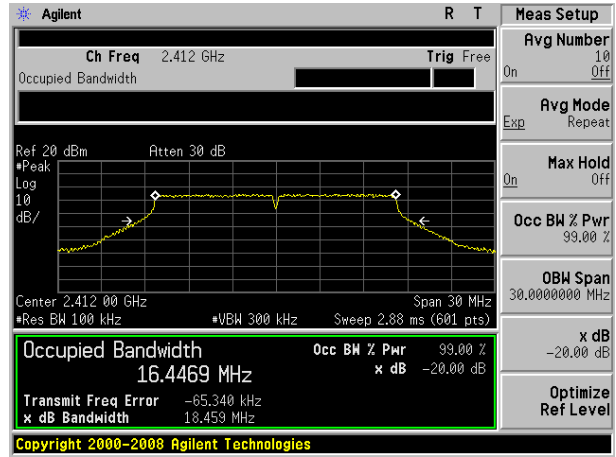 Agilent R T
Ch Freq 2.412 GHz Trig Free
Occupied Bandwidth
Ref 20 dBm Atten 30 dB
#Peak
Log
10
dB/
Center 2.412 00 GHz Span 30 MHz
#Res BW 100 kHz #VBW 300 kHz Sweep 2.88 ms (601 pts)
Occupied Bandwidth Occ BW % Pwr 99.00 %
16.4469 MHz x dB -20.00 dB
Transmit Freq Error -65.340 kHz
x dB Bandwidth 18.459 MHz
Copyright 2000-2008 Agilent Technologies
Meas Setup
Avg Number
10
On Off
Avg Mode
Exp Repeat
Max Hold
On Off
Occ BW % Pwr
99.00 %
OBW Span
30.0000000 MHz
x dB
-20.00 dB
Optimize
Ref Level